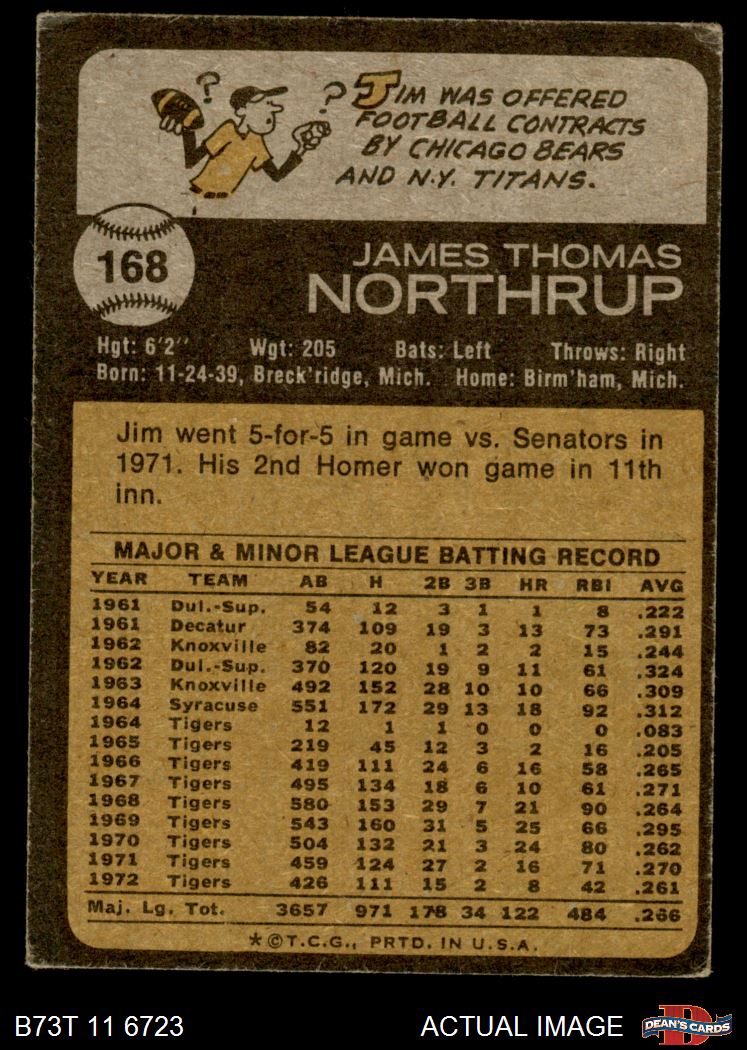 ? ? JIM WAS OFFERED
FOOTBALL CONTRACTS
BY CHICAGO BEARS
AND N.Y. TITANS.
168
JAMES THOMAS
NORTHRUP
Hgt: 6'2" Wgt: 205 Bats: Left Throws: Right
Born: 11-24-39, Breck'ridge, Mich. Home: Birm'ham, Mich.
Jim went 5-for-5 in game vs. Senators in
1971. His 2nd Homer won game in 11th
inn.
MAJOR & MINOR LEAGUE BATTING RECORD
YEAR TEAM AB H 2B 3B HR RBI AVG
1961 Dul.-Sup. 54 12 3 1 1 8 .222
1961 Decatur 374 109 19 3 13 73 .291
1962 Knoxville 82 20 1 2 2 15 .244
1962 Dul.-Sup. 370 120 19 9 11 61 .324
1963 Knoxville 492 152 28 10 10 66 .309
1964 Syracuse 551 172 29 13 18 92 .312
1964 Tigers 12 1 1 0 0 0 .083
1965 Tigers 219 45 12 3 2 16 .205
1966 Tigers 419 111 24 6 16 58 .265
1967 Tigers 495 134 18 6 10 61 .271
1968 Tigers 580 153 29 7 21 90 .264
1969 Tigers 543 160 31 5 25 66 .295
1970 Tigers 504 132 21 3 24 80 .262
1971 Tigers 459 124 27 2 16 71 .270
1972 Tigers 426 111 15 2 8 42 .261
Maj. Lg. Tot. 3657 971 178 34 122 484 .266
*©T.C.G., PRTD. IN U.S.A.
B73T 11 6723 ACTUAL IMAGE DEAN'S CARDS